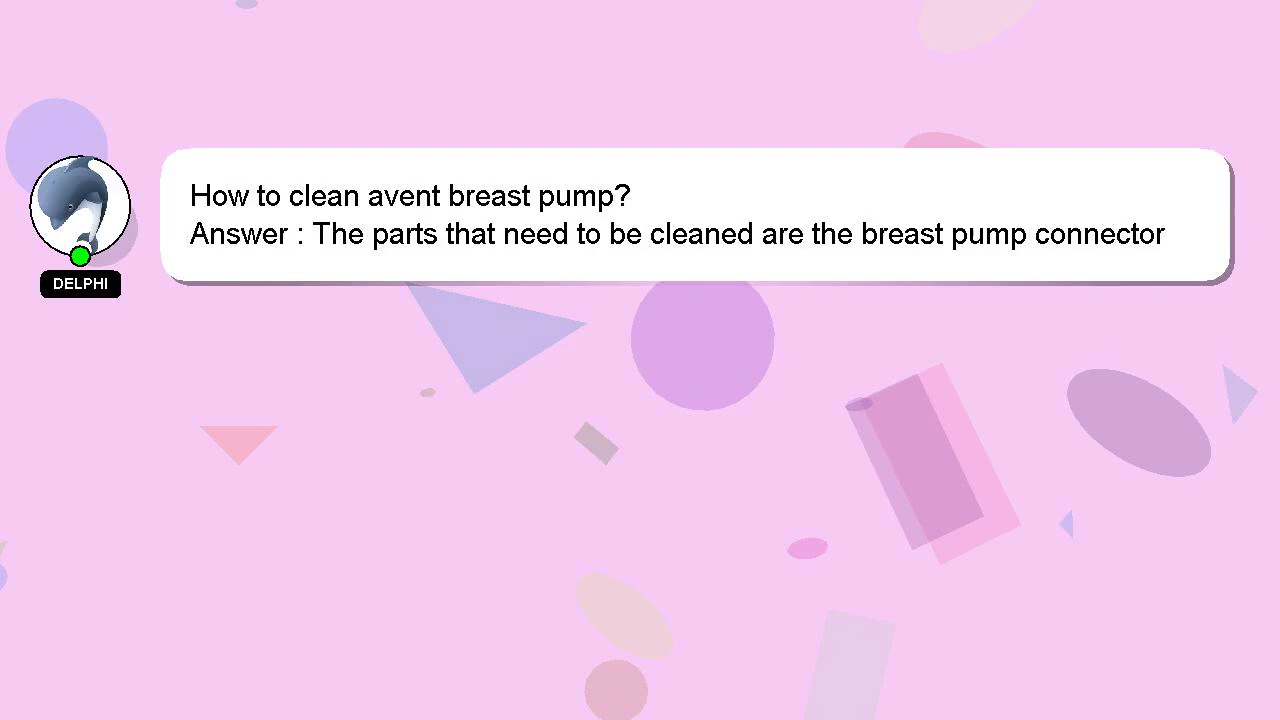 How to clean avent breast pump?
Answer : The parts that need to be cleaned are the breast pump connector
DELPHI